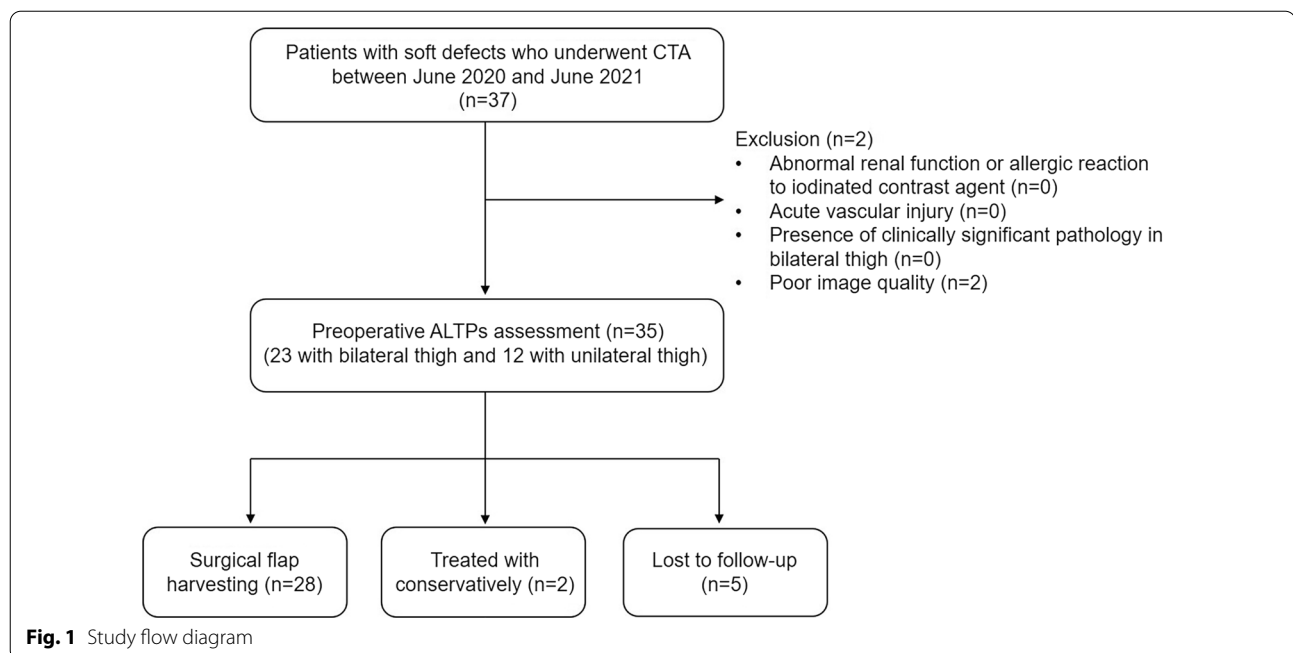 Patients with soft defects who underwent CTA
between June 2020 and June 2021
(n=37)
Exclusion (n=2)
• Abnormal renal function or allergic reaction
to iodinated contrast agent (n=0)
• Acute vascular injury (n=0)
• Presence of clinically significant pathology in
bilateral thigh (n=0)
• Poor image quality (n=2)
Preoperative ALTPs assessment (n=35)
(23 with bilateral thigh and 12 with unilateral thigh)
Surgical flap
harvesting (n=28)
Treated with
conservatively (n=2)
Lost to follow-up
(n=5)
Fig. 1 Study flow diagram